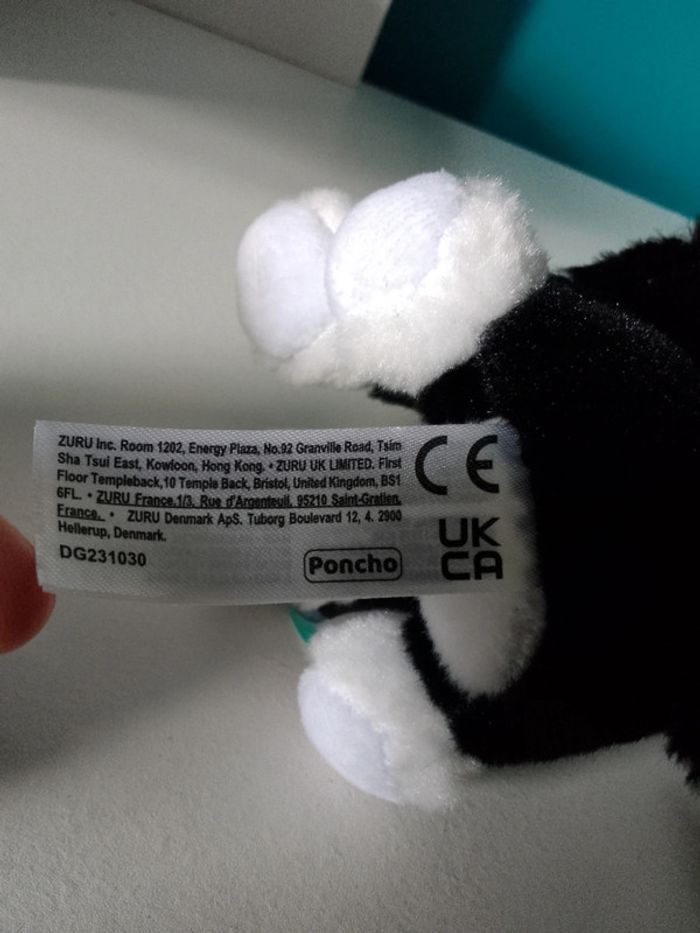 ZURU Inc. Room 1202, Energy Plaza, No.92 Granville Road, Tsim
Sha Tsui East, Kowloon, Hong Kong. • ZURU UK LIMITED. First
Floor Templeback,10 Temple Back, Bristol, United Kingdom, BS1
6FL. • ZURU France.1/3, Rue d'Argenteuil, 95210 Saint-Gratien,
France. • ZURU Denmark ApS. Tuborg Boulevard 12, 4. 2900
Hellerup, Denmark.
DG231030
Poncho
CE
UK
CA